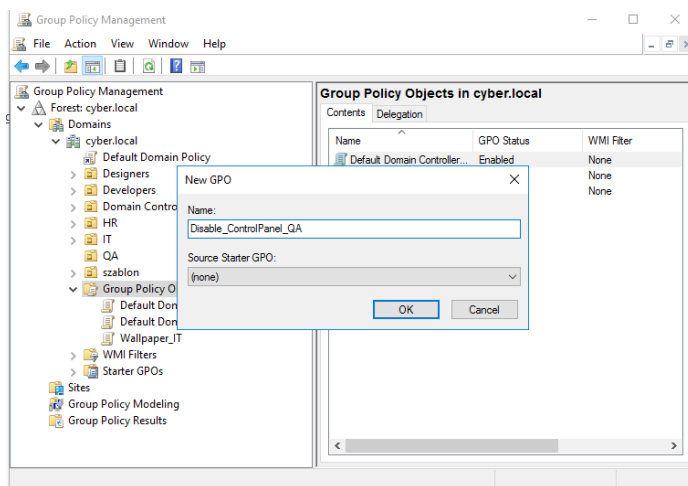 Group Policy Management
File Action View Window Help
Group Policy Management
Forest: cyber.local
Domains
cyber.local
Default Domain Policy
Designers
Developers
Domain Contro
HR
IT
QA
szablon
Group Policy O
Default Don
Default Don
Wallpaper_IT
WMI Filters
Starter GPOs
Sites
Group Policy Modeling
Group Policy Results
Group Policy Objects in cyber.local
Contents Delegation
Name GPO Status WMI Filter
Default Domain Controller... Enabled None
None
None
New GPO
Name:
Disable_ControlPanel_QA
Source Starter GPO:
(none)
OK Cancel